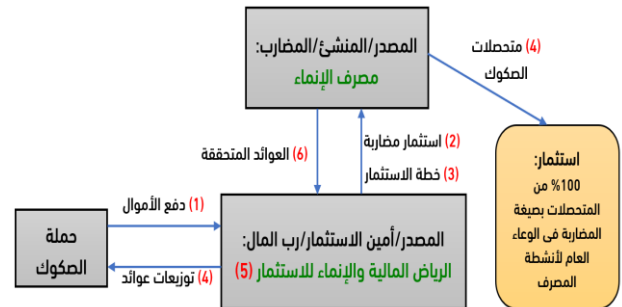 المصدر/المنشئ/المضارب:
مصرف الإنماء
(4) متحصلات
الصكوك
(6) العوائد المتحققة
(2) استثمار مضاربة
(3) خطة الاستثمار
استثمار:
100% من
المتحصلات بصيغة
المضاربة في الوعاء
العام لأنشطة
المصرف
حملة
الصكوك
(1) دفع الأموال
(4) توزيعات عوائد
المصدر/أمين الاستثمار/رب المال:
الرياض المالية والإنماء للاستثمار (5)